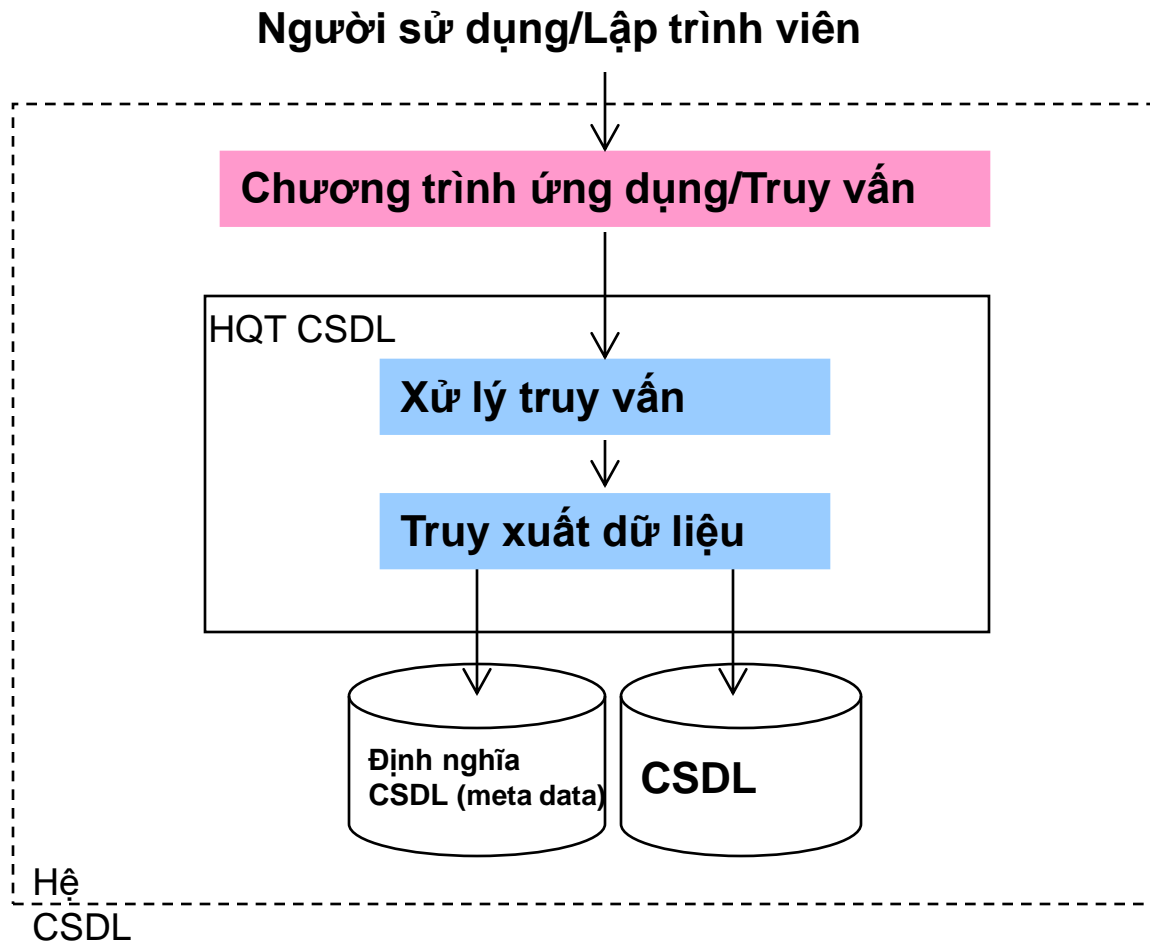 Người sử dụng/Lập trình viên
Chương trình ứng dụng/Truy vấn
HQT CSDL
Xử lý truy vấn
Truy xuất dữ liệu
Định nghĩa
CSDL (meta data)
CSDL
Hệ
CSDL